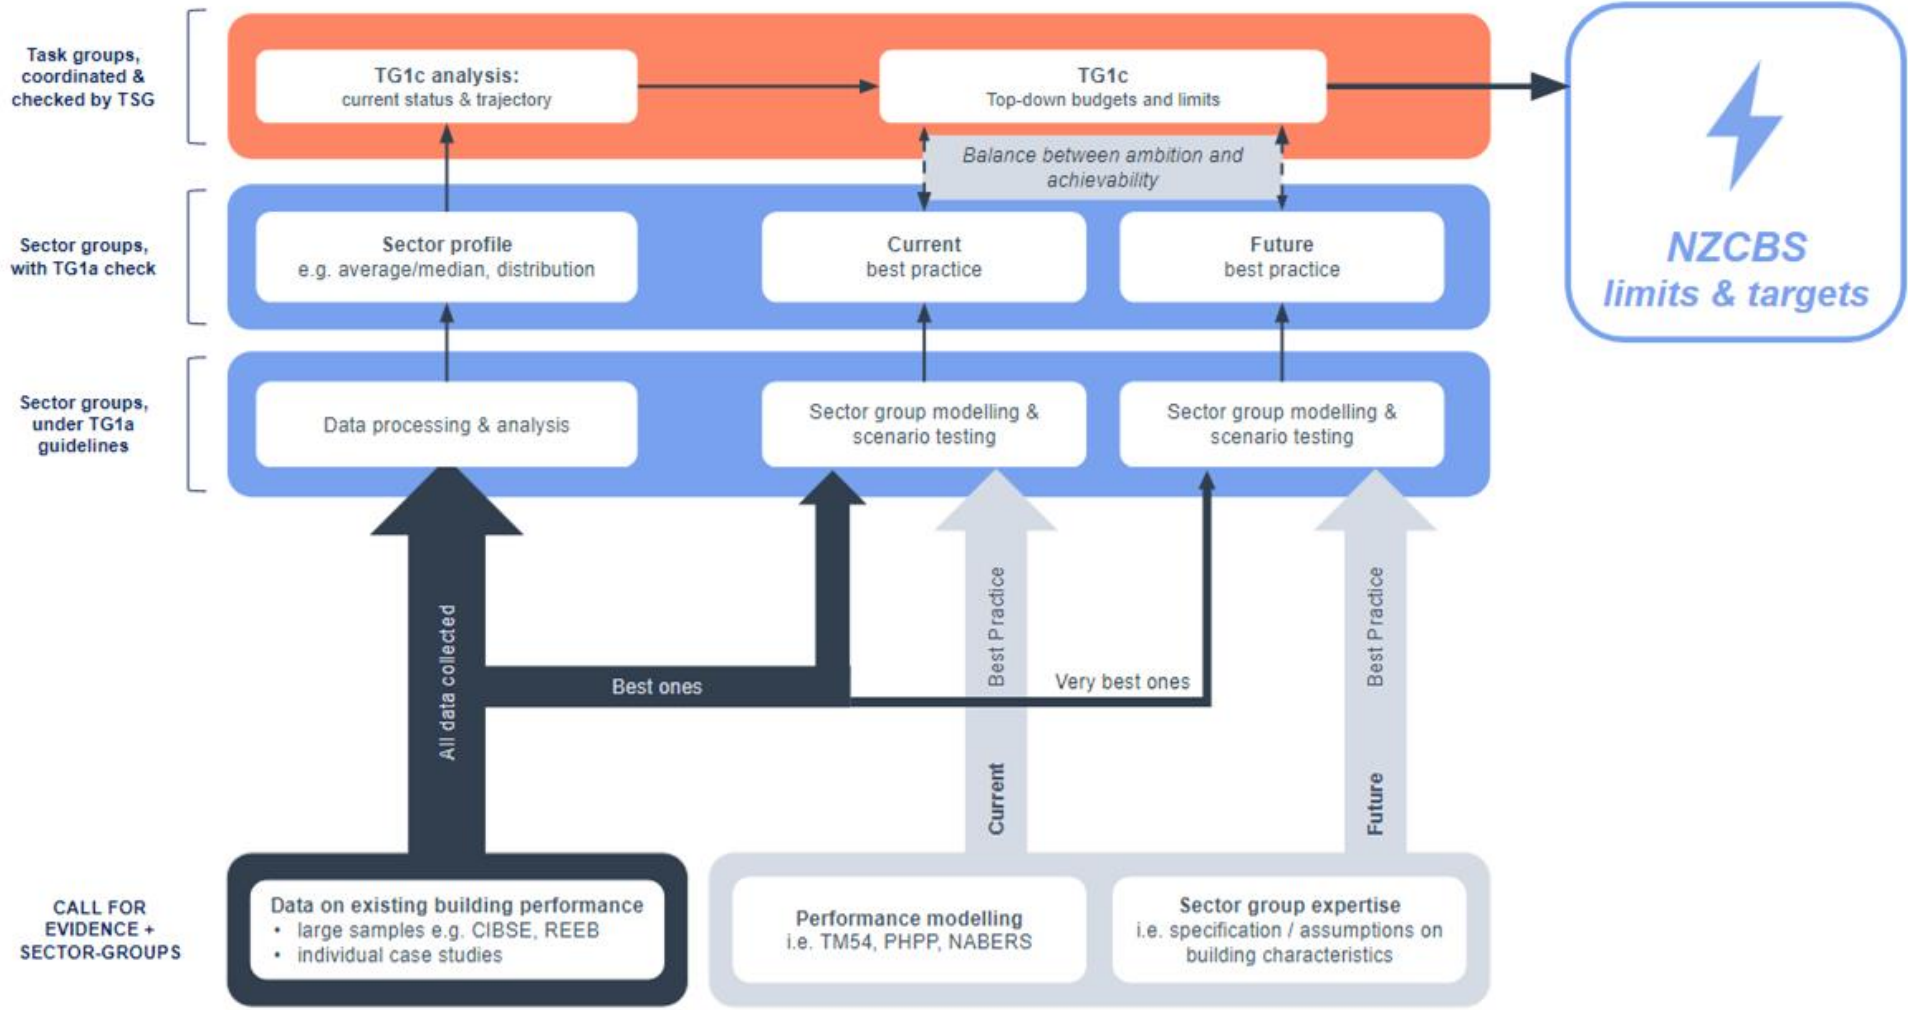 Task groups,
coordinated &
checked by TSG
TG1c analysis:
current status & trajectory
TG1c
Top-down budgets and limits
Balance between ambition and
achievability
NZCBS
limits & targets
Sector groups,
with TG1a check
Sector profile
e.g. average/median, distribution
Current
best practice
Future
best practice
Sector groups,
under TG1a
guidelines
Data processing & analysis
Sector group modelling &
scenario testing
Sector group modelling &
scenario testing
All data collected
Best ones
Very best ones
Current Best Practice
Future Best Practice
CALL FOR
EVIDENCE +
SECTOR-GROUPS
Data on existing building performance
• large samples e.g. CIBSE, REEB
• individual case studies
Performance modelling
i.e. TM54, PHPP, NABERS
Sector group expertise
i.e. specification / assumptions on
building characteristics